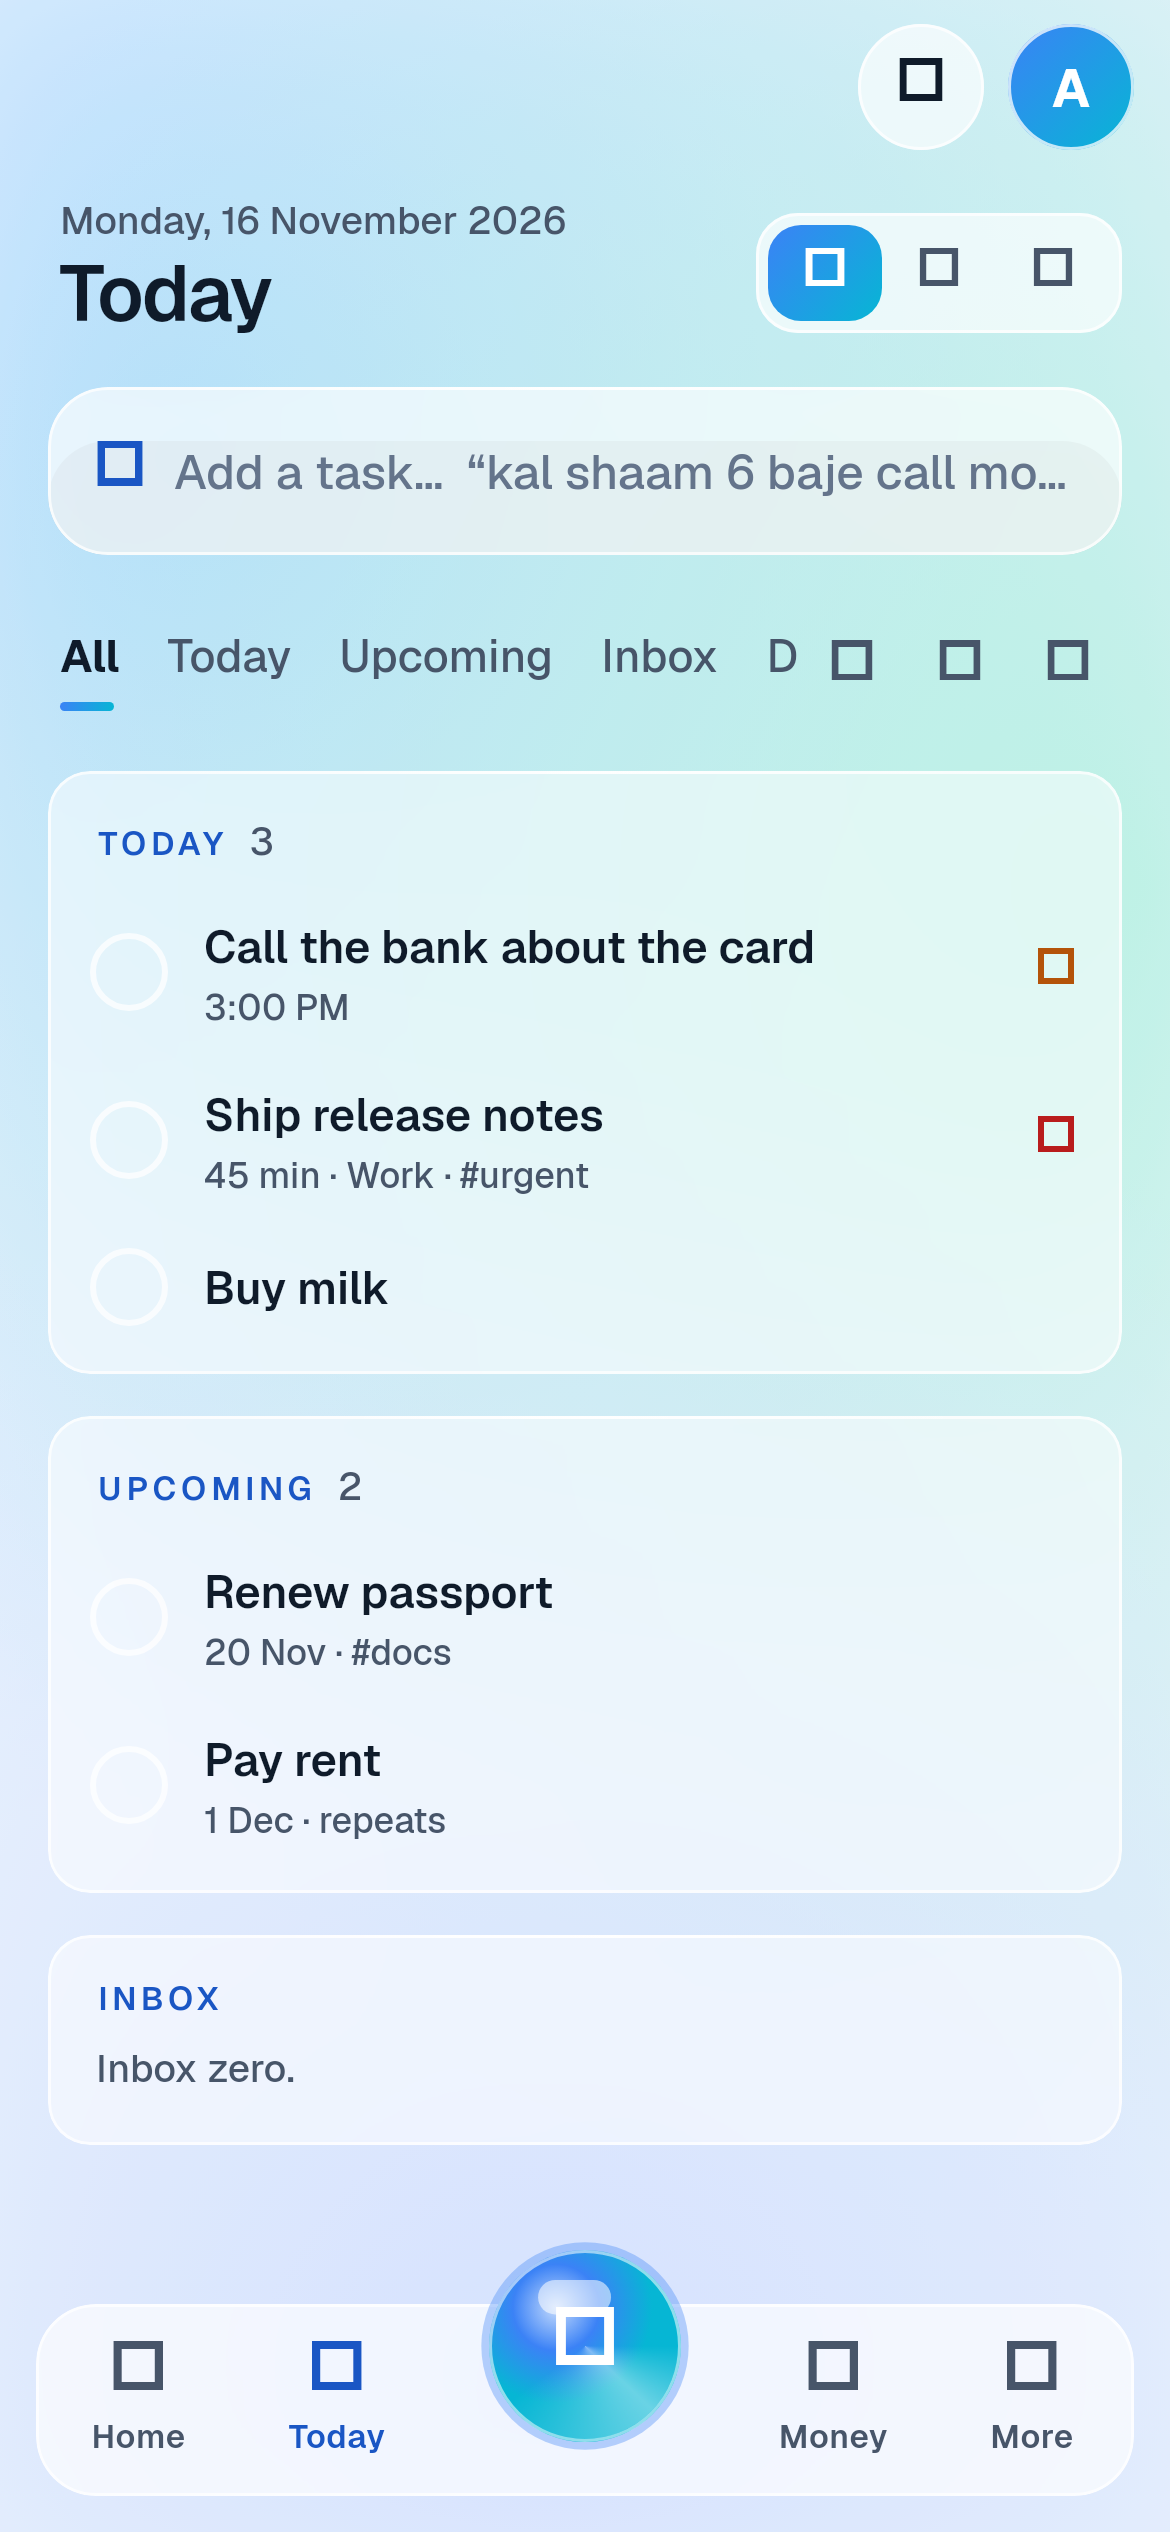 A
Monday, 16 November 2026
Today
Add a task… “kal shaam 6 baje call mo…
All Today Upcoming Inbox D
TODAY 3
Call the bank about the card
3:00 PM
Ship release notes
45 min · Work · #urgent
Buy milk
UPCOMING 2
Renew passport
20 Nov · #docs
Pay rent
1 Dec · repeats
INBOX
Inbox zero.
Home Today Money More